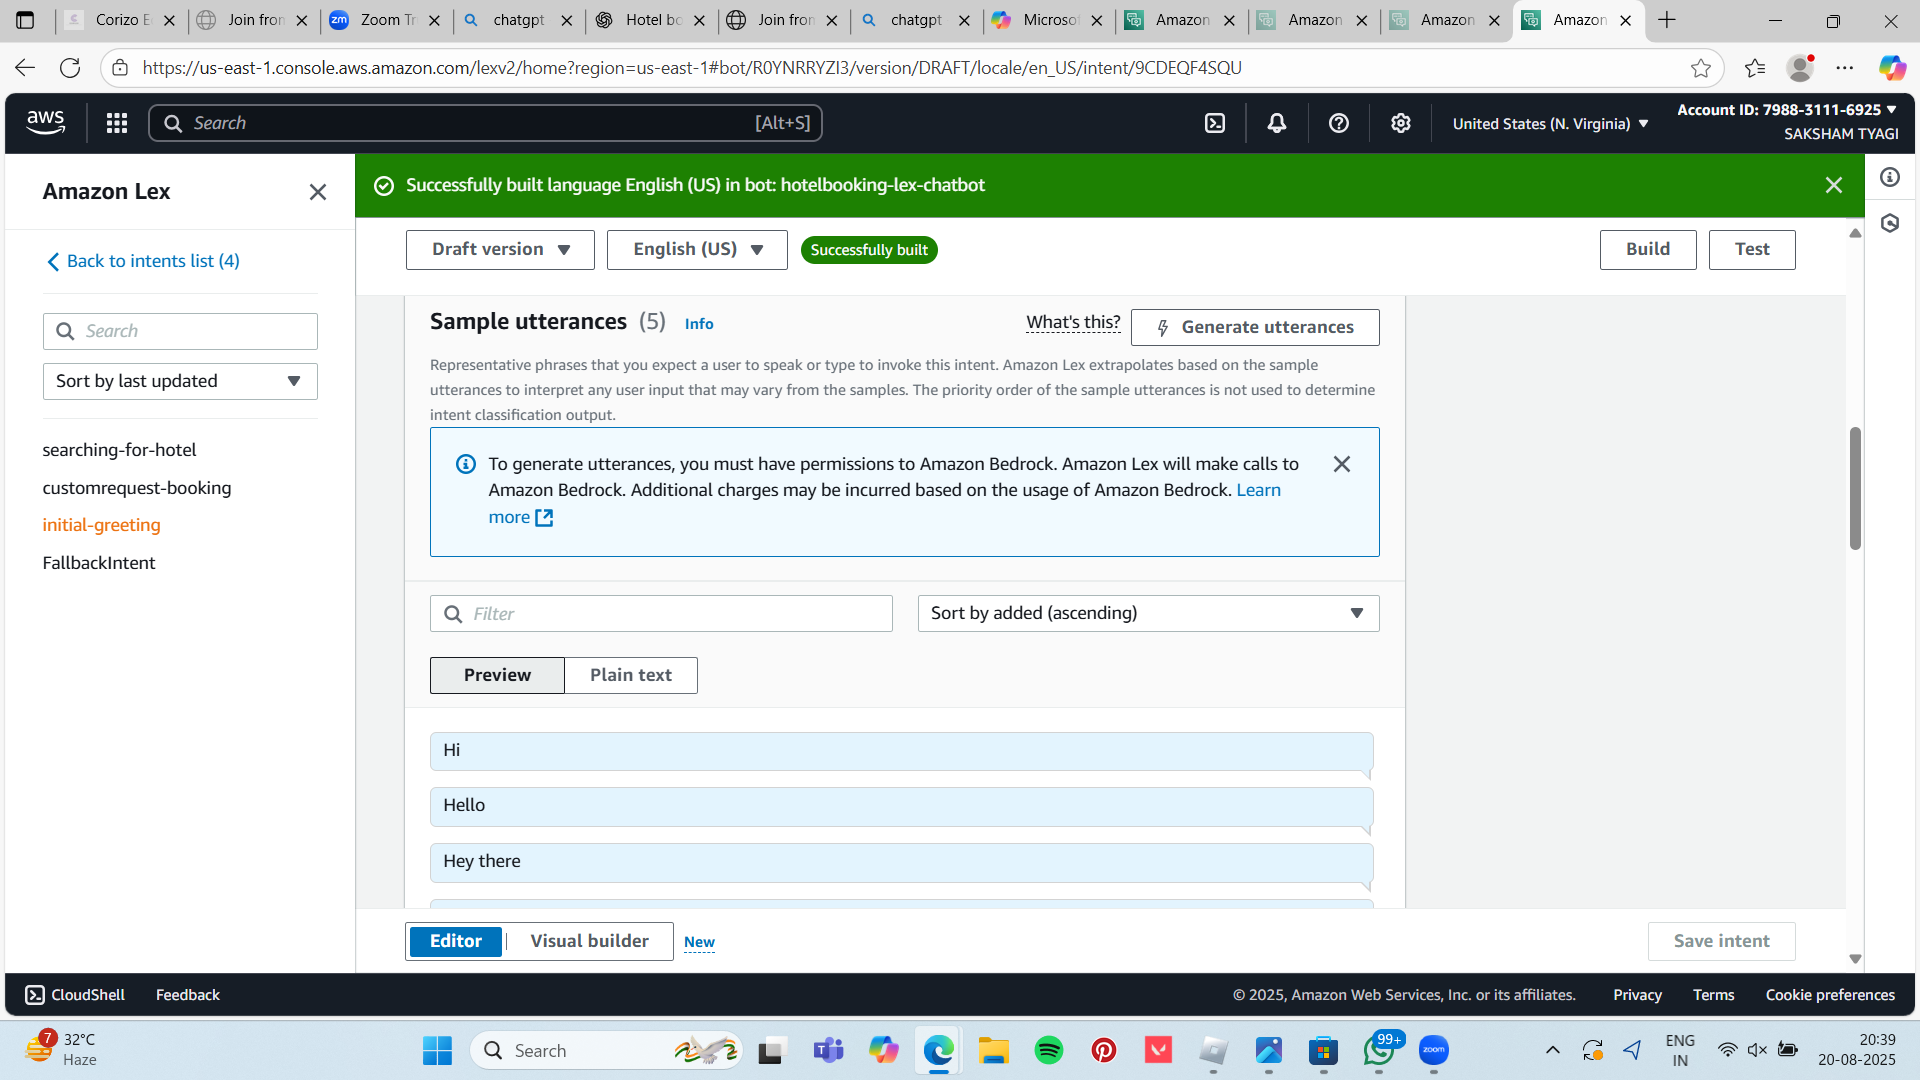 Corizo E
Join fron
Zoom Tr
chatgpt
Hotel bo
Join fron
chatgpt
Microsof
Amazon
Amazon
Amazon
Amazon
https://us-east-1.console.aws.amazon.com/lexv2/home?region=us-east-1#bot/R0YNRRYZI3/version/DRAFT/locale/en_US/intent/9CDEQF4SQU
aws
Search
[Alt+S]
United States (N. Virginia)
Account ID: 7988-3111-6925
SAKSHAM TYAGI
Amazon Lex
Successfully built language English (US) in bot: hotelbooking-lex-chatbot
Back to intents list (4)
Search
Sort by last updated
searching-for-hotel
customrequest-booking
initial-greeting
FallbackIntent
Draft version
English (US)
Successfully built
Build
Test
Sample utterances (5) Info
What's this?
Generate utterances
Representative phrases that you expect a user to speak or type to invoke this intent. Amazon Lex extrapolates based on the sample
utterances to interpret any user input that may vary from the samples. The priority order of the sample utterances is not used to determine
intent classification output.
To generate utterances, you must have permissions to Amazon Bedrock. Amazon Lex will make calls to
Amazon Bedrock. Additional charges may be incurred based on the usage of Amazon Bedrock. Learn
more
Filter
Sort by added (ascending)
Preview
Plain text
Hi
Hello
Hey there
Editor
Visual builder
New
Save intent
CloudShell
Feedback
© 2025, Amazon Web Services, Inc. or its affiliates.
Privacy
Terms
Cookie preferences
7
32°C
Haze
Search
99+
zoom
ENG
IN
20:39
20-08-2025